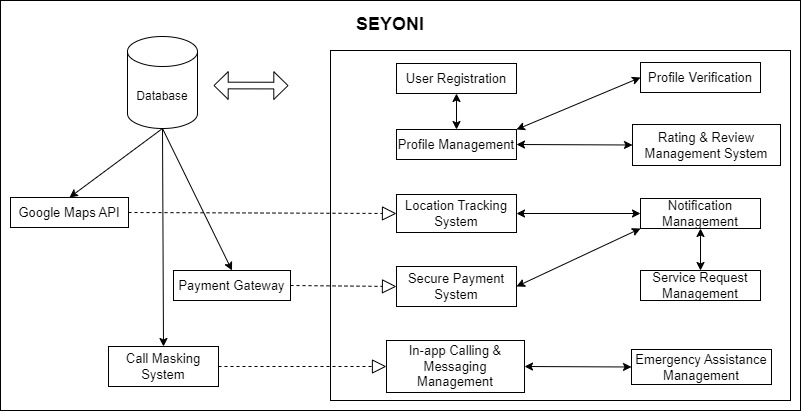 SEYONI
Database
User Registration
Profile Verification
Profile Management
Rating & Review
Management System
Google Maps API
Location Tracking
System
Notification
Management
Payment Gateway
Secure Payment
System
Service Request
Management
Call Masking
System
In-app Calling &
Messaging
Management
Emergency Assistance
Management